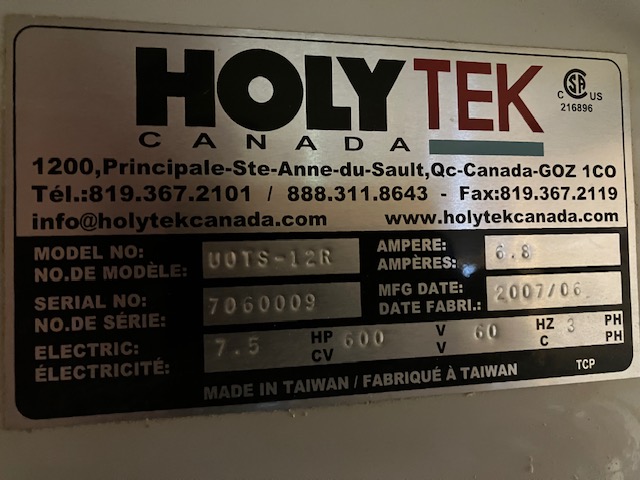 HOLYTEK
CANADA
CSA
C US
216896
1200,Principale-Ste-Anne-du-Sault,Qc-Canada-GOZ 1CO
Tél.:819.367.2101 / 888.311.8643 - Fax:819.367.2119
info@holytekcanada.com www.holytekcanada.com
MODEL NO: UOTS-12R AMPERE: 6.8
NO.DE MODÈLE: AMPÈRES:
SERIAL NO: 7060009 MFG DATE: 2007/06
NO.DE SÉRIE: DATE FABRI.:
ELECTRIC: 7.5 HP 600 V 60 HZ 3 PH
ÉLECTRICITÉ: CV V C PH
MADE IN TAIWAN / FABRIQUÉ À TAIWAN TCP